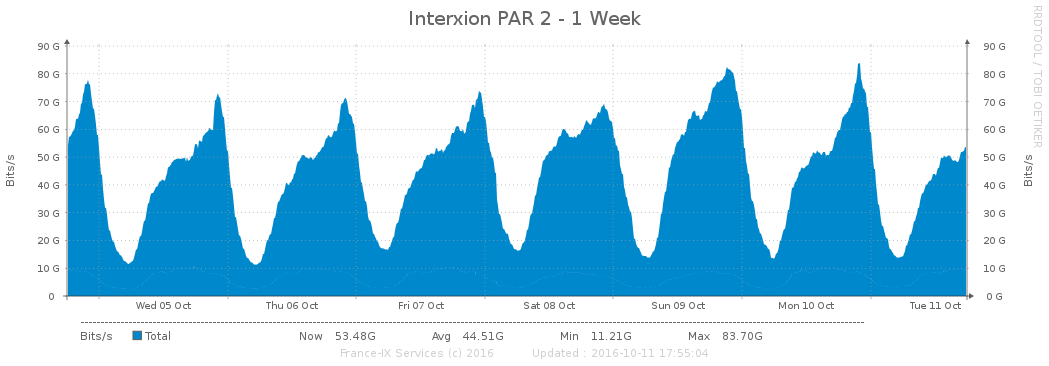 Interxion PAR 2 - 1 Week
RRDTOOL / TOBI OETIKER
Bits/s
90 G
80 G
70 G
60 G
50 G
40 G
30 G
20 G
10 G
0
90 G
80 G
70 G
60 G
50 G
40 G
30 G
20 G
10 G
0 G
Bits/s
Wed 05 Oct Thu 06 Oct Fri 07 Oct Sat 08 Oct Sun 09 Oct Mon 10 Oct Tue 11 Oct
Bits/s Total Now 53.48G Avg 44.51G Min 11.21G Max 83.70G
France-IX Services (c) 2016 Updated : 2016-10-11 17:55:04